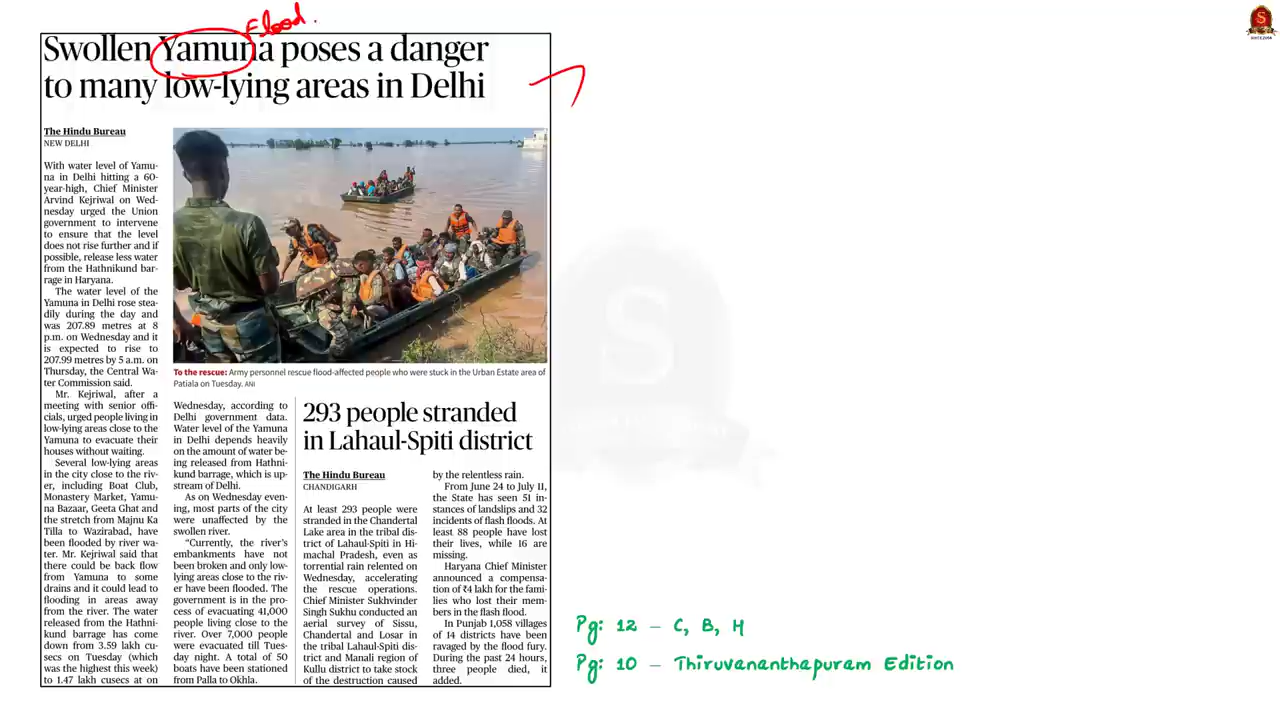 Flood.
Swollen Yamuna poses a danger
to many low-lying areas in Delhi
The Hindu Bureau
NEW DELHI
With water level of Yamu-
na in Delhi hitting a 60-
year-high, Chief Minister
Arvind Kejriwal on Wed-
nesday urged the Union
government to intervene
to ensure that the level
does not rise further and if
possible, release less water
from the Hathnikund bar-
rage in Haryana.
The water level of the
Yamuna in Delhi rose stea-
dily during the day and
was 207.89 metres at 8
p.m. on Wednesday and it
is expected to rise to
207.99 metres by 5 a.m. on
Thursday, the Central Wa-
ter Commission said.
Mr. Kejriwal, after a
meeting with senior offi-
cials, urged people living in
low-lying areas close to the
Yamuna to evacuate their
houses without waiting.
Several low-lying areas
in the city close to the riv-
er, including Boat Club,
Monastery Market, Yamu-
na Bazaar, Geeta Ghat and
the stretch from Majnu Ka
Tilla to Wazirabad, have
been flooded by river wa-
ter. Mr. Kejriwal said that
there could be back flow
from Yamuna to some
drains and it could lead to
flooding in areas away
from the river. The water
released from the Hathni-
kund barrage has come
down from 3.59 lakh cu-
secs on Tuesday (which
was the highest this week)
to 1.47 lakh cusecs at on
To the rescue: Army personnel rescue flood-affected people who were stuck in the Urban Estate area of
Patiala on Tuesday. ANI
Wednesday, according to
Delhi government data.
Water level of the Yamuna
in Delhi depends heavily
on the amount of water be-
ing released from Hathni-
kund barrage, which is up-
stream of Delhi.
As on Wednesday even-
ing, most parts of the city
were unaffected by the
swollen river.
“Currently, the river’s
embankments have not
been broken and only low-
lying areas close to the riv-
er have been flooded. The
government is in the pro-
cess of evacuating 41,000
people living close to the
river. Over 7,000 people
were evacuated till Tues-
day night. A total of 50
boats have been stationed
from Palla to Okhla.
293 people stranded
in Lahaul-Spiti district
The Hindu Bureau
CHANDIGARH
At least 293 people were
stranded in the Chandertal
Lake area in the tribal dis-
trict of Lahaul-Spiti in Hi-
machal Pradesh, even as
torrential rain relented on
Wednesday, accelerating
the rescue operations.
Chief Minister Sukhvinder
Singh Sukhu conducted an
aerial survey of Sissu,
Chandertal and Losar in
the tribal Lahaul-Spiti dis-
trict and Manali region of
Kullu district to take stock
of the destruction caused
by the relentless rain.
From June 24 to July 11,
the State has seen 51 in-
stances of landslips and 32
incidents of flash floods. At
least 88 people have lost
their lives, while 16 are
missing.
Haryana Chief Minister
announced a compensa-
tion of ₹4 lakh for the fami-
lies who lost their mem-
bers in the flash flood.
In Punjab 1,058 villages
of 14 districts have been
ravaged by the flood fury.
During the past 24 hours,
three people died, it
added.
Pg: 12 – C, B, H
Pg: 10 – Thiruvananthapuram Edition
S